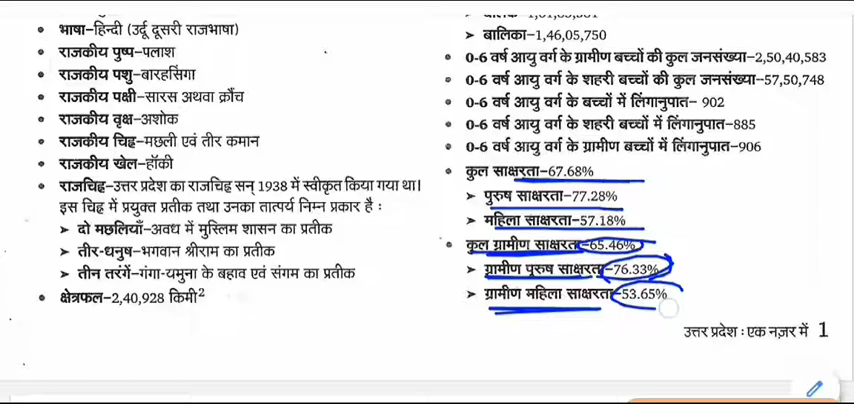 भाषा–हिन्दी (उर्दू दूसरी राजभाषा)
राजकीय पुष्प–पलाश
राजकीय पशु–बारहसिंगा
राजकीय पक्षी–सारस अथवा क्रौंच
राजकीय वृक्ष–अशोक
राजकीय चिह्न–मछली एवं तीर कमान
राजकीय खेल–हॉकी
राजचिह्न–उत्तर प्रदेश का राजचिह्न सन् 1938 में स्वीकृत किया गया था।
इस चिह्न में प्रयुक्त प्रतीक तथा उनका तात्पर्य निम्न प्रकार है :
➤ दो मछलियाँ–अवध में मुस्लिम शासन का प्रतीक
➤ तीर-धनुष–भगवान श्रीराम का प्रतीक
➤ तीन तरंगें–गंगा-यमुना के बहाव एवं संगम का प्रतीक
क्षेत्रफल–2,40,928 किमी²
➤ बालिका–1,46,05,750
0-6 वर्ष आयु वर्ग के ग्रामीण बच्चों की कुल जनसंख्या–2,50,40,583
0-6 वर्ष आयु वर्ग के शहरी बच्चों की कुल जनसंख्या–57,50,748
0-6 वर्ष आयु वर्ग के बच्चों में लिंगानुपात– 902
0-6 वर्ष आयु वर्ग के शहरी बच्चों में लिंगानुपात–885
0-6 वर्ष आयु वर्ग के ग्रामीण बच्चों में लिंगानुपात–906
कुल साक्षरता–67.68%
➤ पुरुष साक्षरता–77.28%
➤ महिला साक्षरता–57.18%
कुल ग्रामीण साक्षरता–65.46%
➤ ग्रामीण पुरुष साक्षरता–76.33%
➤ ग्रामीण महिला साक्षरता–53.65%
उत्तर प्रदेश : एक नज़र में 1